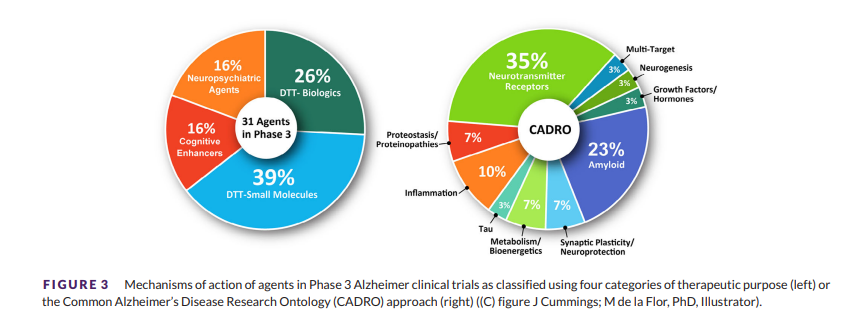 16%
Neuropsychiatric
Agents
26%
DTT- Biologics
31 Agents
in Phase 3
16%
Cognitive
Enhancers
39%
DTT-Small Molecules
35%
Neurotransmitter
Receptors
Multi-Target
3%
Neurogenesis
3%
Growth Factors/
Hormones
3%
CADRO
23%
Amyloid
Proteostasis/
Proteinopathies
7%
10%
Inflammation
3%
Tau
7%
Metabolism/
Bioenergetics
7%
Synaptic Plasticity/
Neuroprotection
FIGURE 3 Mechanisms of action of agents in Phase 3 Alzheimer clinical trials as classified using four categories of therapeutic purpose (left) or
the Common Alzheimer's Disease Research Ontology (CADRO) approach (right) ((C) figure J Cummings; M de la Flor, PhD, Illustrator).